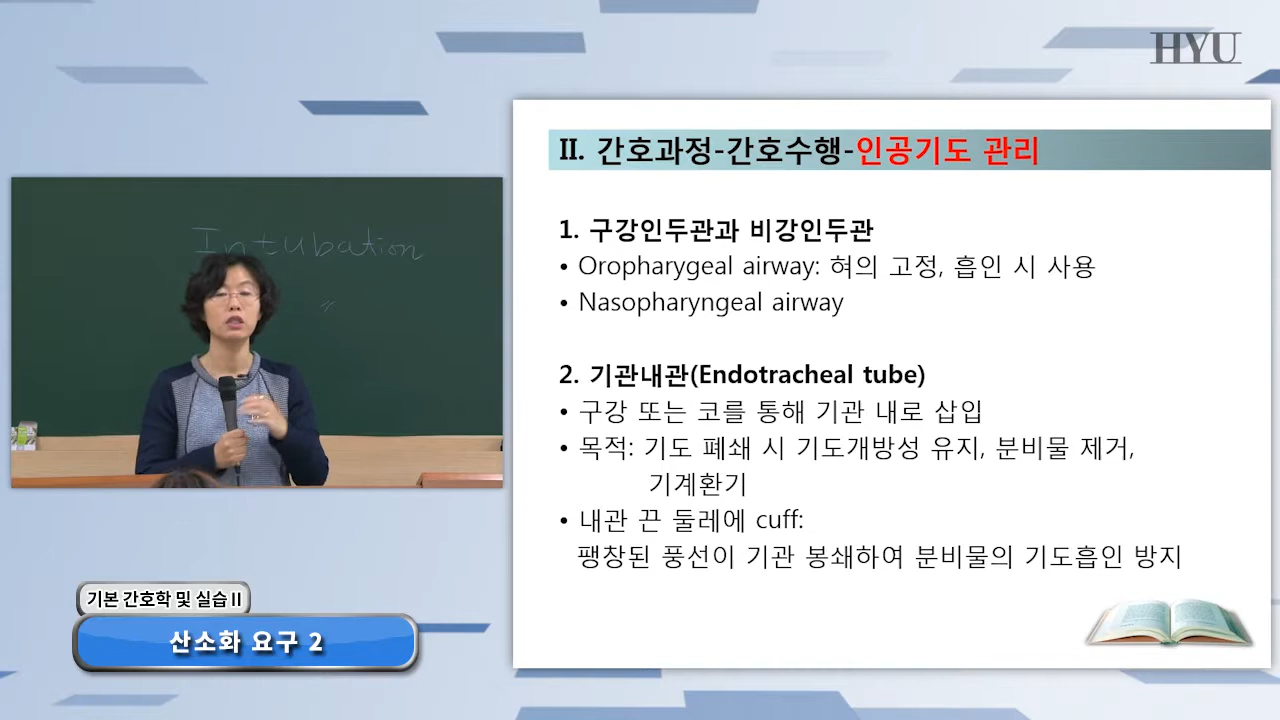 HYU
Intubation
II. 간호과정-간호수행-인공기도 관리
1. 구강인두관과 비강인두관
• Oropharygeal airway: 혀의 고정, 흡인 시 사용
• Nasopharyngeal airway
2. 기관내관(Endotracheal tube)
• 구강 또는 코를 통해 기관 내로 삽입
• 목적: 기도 폐쇄 시 기도개방성 유지, 분비물 제거,
기계환기
• 내관 끈 둘레에 cuff:
팽창된 풍선이 기관 봉쇄하여 분비물의 기도흡인 방지
기본 간호학 및 실습 II
산소화 요구 2